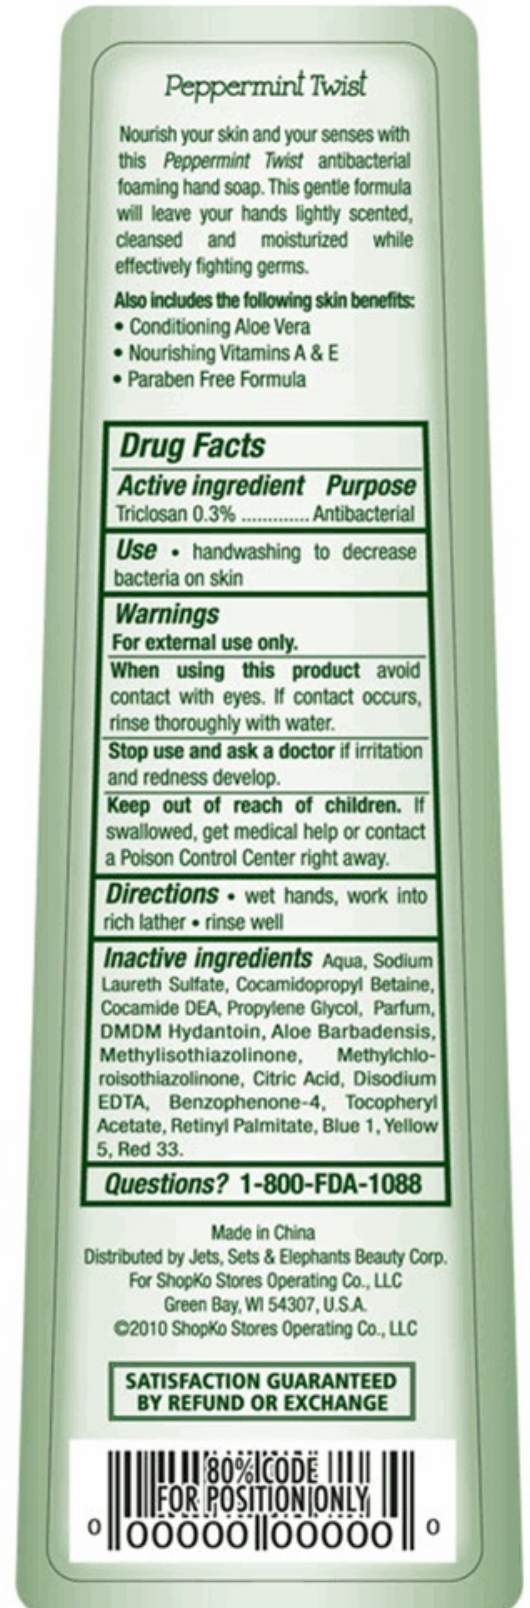 Peppermint Twist
Nourish your skin and your senses with
this Peppermint Twist antibacterial
foaming hand soap. This gentle formula
will leave your hands lightly scented,
cleansed and moisturized while
effectively fighting germs.
Also includes the following skin benefits:
• Conditioning Aloe Vera
• Nourishing Vitamins A & E
• Paraben Free Formula
Drug Facts
Active ingredient Purpose
Triclosan 0.3% ............. Antibacterial
Use • handwashing to decrease
bacteria on skin
Warnings
For external use only.
When using this product avoid
contact with eyes. If contact occurs,
rinse thoroughly with water.
Stop use and ask a doctor if irritation
and redness develop.
Keep out of reach of children. If
swallowed, get medical help or contact
a Poison Control Center right away.
Directions • wet hands, work into
rich lather • rinse well
Inactive ingredients Aqua, Sodium
Laureth Sulfate, Cocamidopropyl Betaine,
Cocamide DEA, Propylene Glycol, Parfum,
DMDM Hydantoin, Aloe Barbadensis,
Methylisothiazolinone, Methylchlo-
roisothiazolinone, Citric Acid, Disodium
EDTA, Benzophenone-4, Tocopheryl
Acetate, Retinyl Palmitate, Blue 1, Yellow
5, Red 33.
Questions? 1-800-FDA-1088
Made in China
Distributed by Jets, Sets & Elephants Beauty Corp.
For ShopKo Stores Operating Co., LLC
Green Bay, WI 54307, U.S.A.
©2010 ShopKo Stores Operating Co., LLC
SATISFACTION GUARANTEED
BY REFUND OR EXCHANGE
80% CODE
FOR POSITION ONLY
0 00000 00000 0